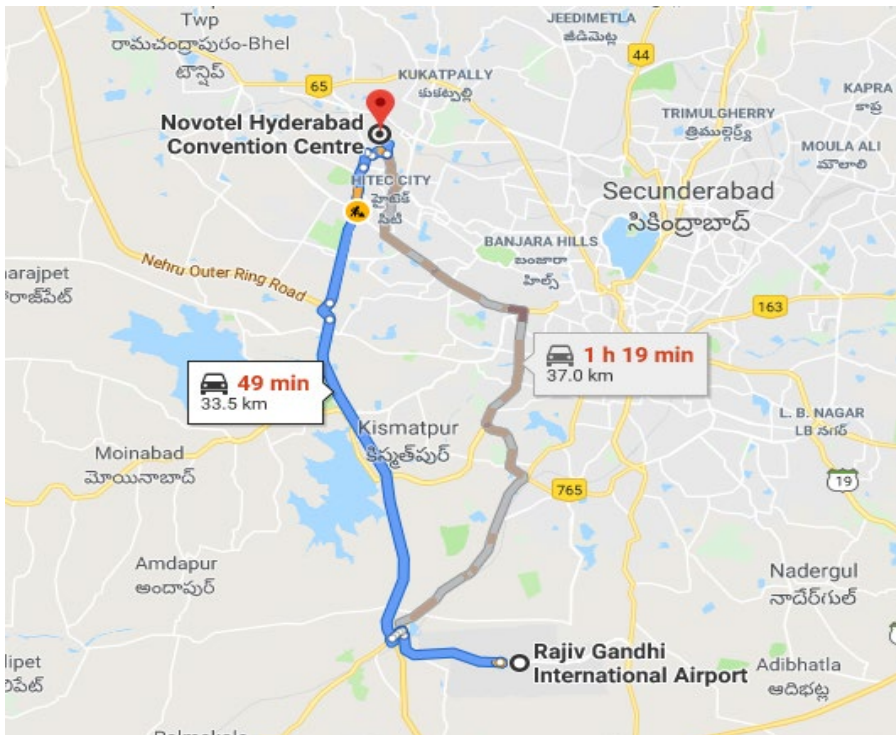 Twp
రామచంద్రాపురం-Bhel
టౌన్షిప్
65
JEEDIMETLA
జీడిమెట్ల
44
KUKATPALLY
కుకట్పల్లి
KAPRA
కాప్ర
TRIMULGHERRY
త్రిముల్గెర్ర్య్
MOULA ALI
మౌలాలి
Novotel Hyderabad
Convention Centre
HITEC CITY
హైటెక్
సిటీ
Secunderabad
సికింద్రాబాద్
BANJARA HILLS
బంజారా
హిల్స్
Nehru Outer Ring Road
arajpet
రాజ్‌పేట్
163
1 h 19 min
37.0 km
49 min
33.5 km
Kismatpur
కిస్మత్‌పుర్
L. B. NAGAR
LB నగర్
Moinabad
మోయినాబాద్
19
765
Amdapur
అందాపుర్
Nadergul
నాదేర్‌గుల్
Rajiv Gandhi
International Airport
Adibhatla
ఆదిభట్ల
lipet
లిపేట్